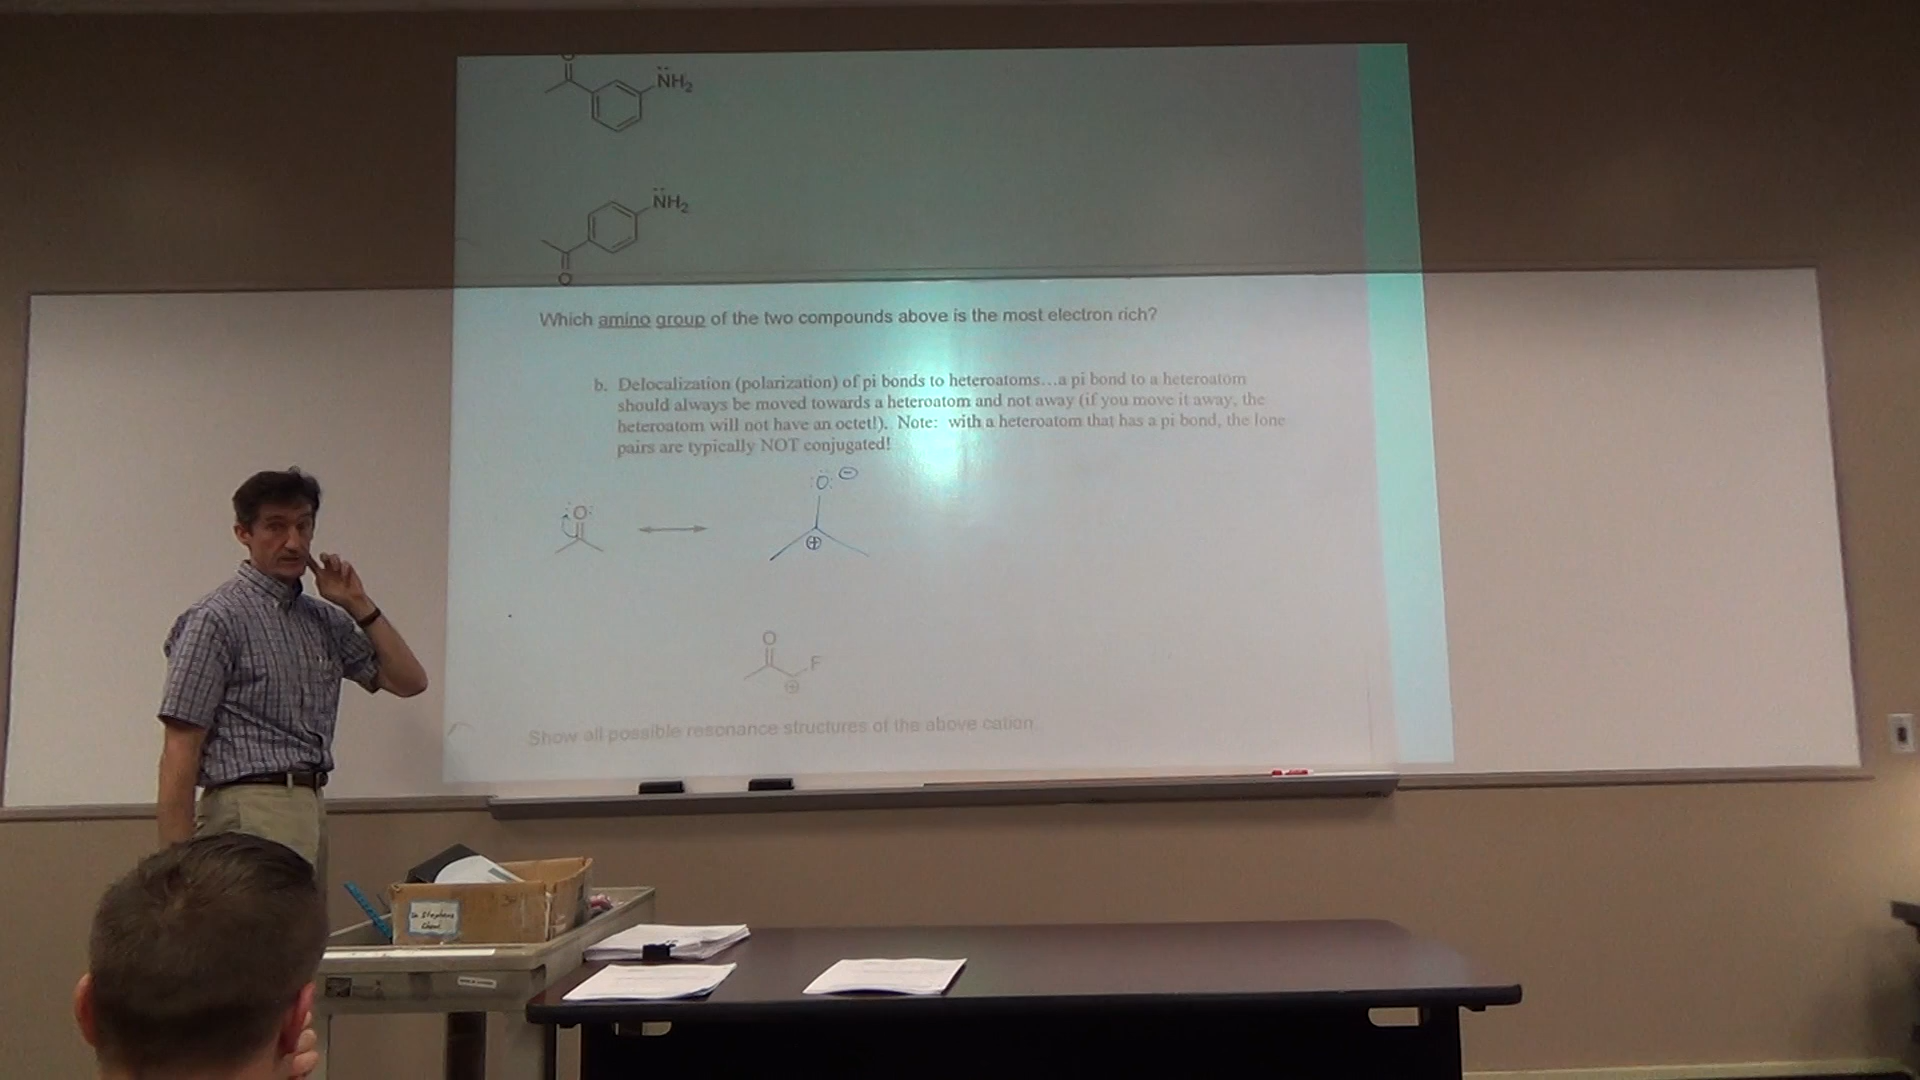 O
N̈H₂
N̈H₂
O
Which amino group of the two compounds above is the most electron rich?
b. Delocalization (polarization) of pi bonds to heteroatoms…a pi bond to a heteroatom
should always be moved towards a heteroatom and not away (if you move it away, the
heteroatom will not have an octet!). Note: with a heteroatom that has a pi bond, the lone
pairs are typically NOT conjugated!
:Ö: ⊖
:Ö:
⊕
O
F
⊕
Show all possible resonance structures of the above cation.
Stephens